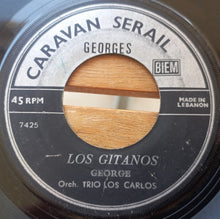 CARAVAN SERAIL
GEORGES
BIEM
45 RPM
MADE IN
LEBANON
7425
LOS GITANOS
GEORGE
Orch. TRIO LOS CARLOS